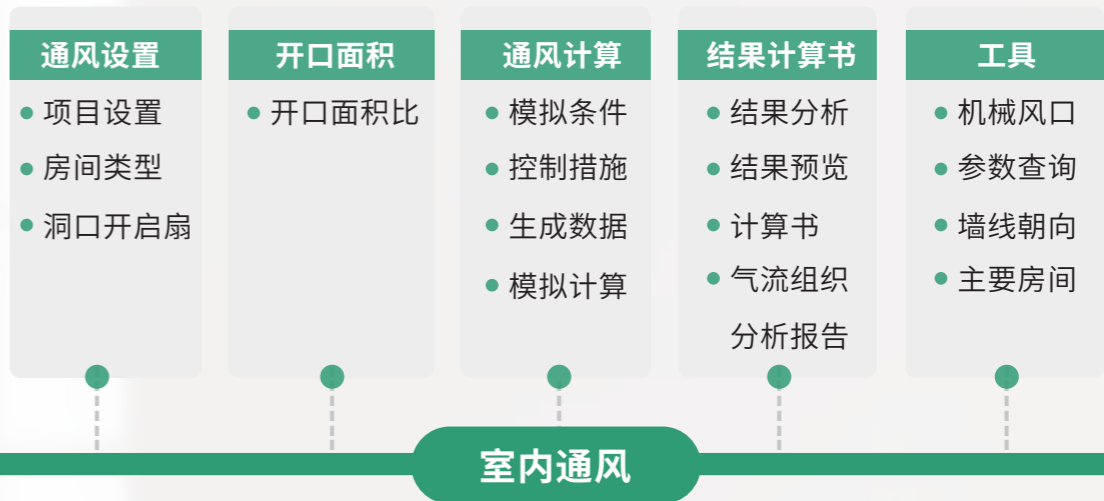 通风设置
项目设置
房间类型
洞口开启扇
开口面积
开口面积比
通风计算
模拟条件
控制措施
生成数据
模拟计算
结果计算书
结果分析
结果预览
计算书
气流组织
分析报告
工具
机械风口
参数查询
墙线朝向
主要房间
室内通风